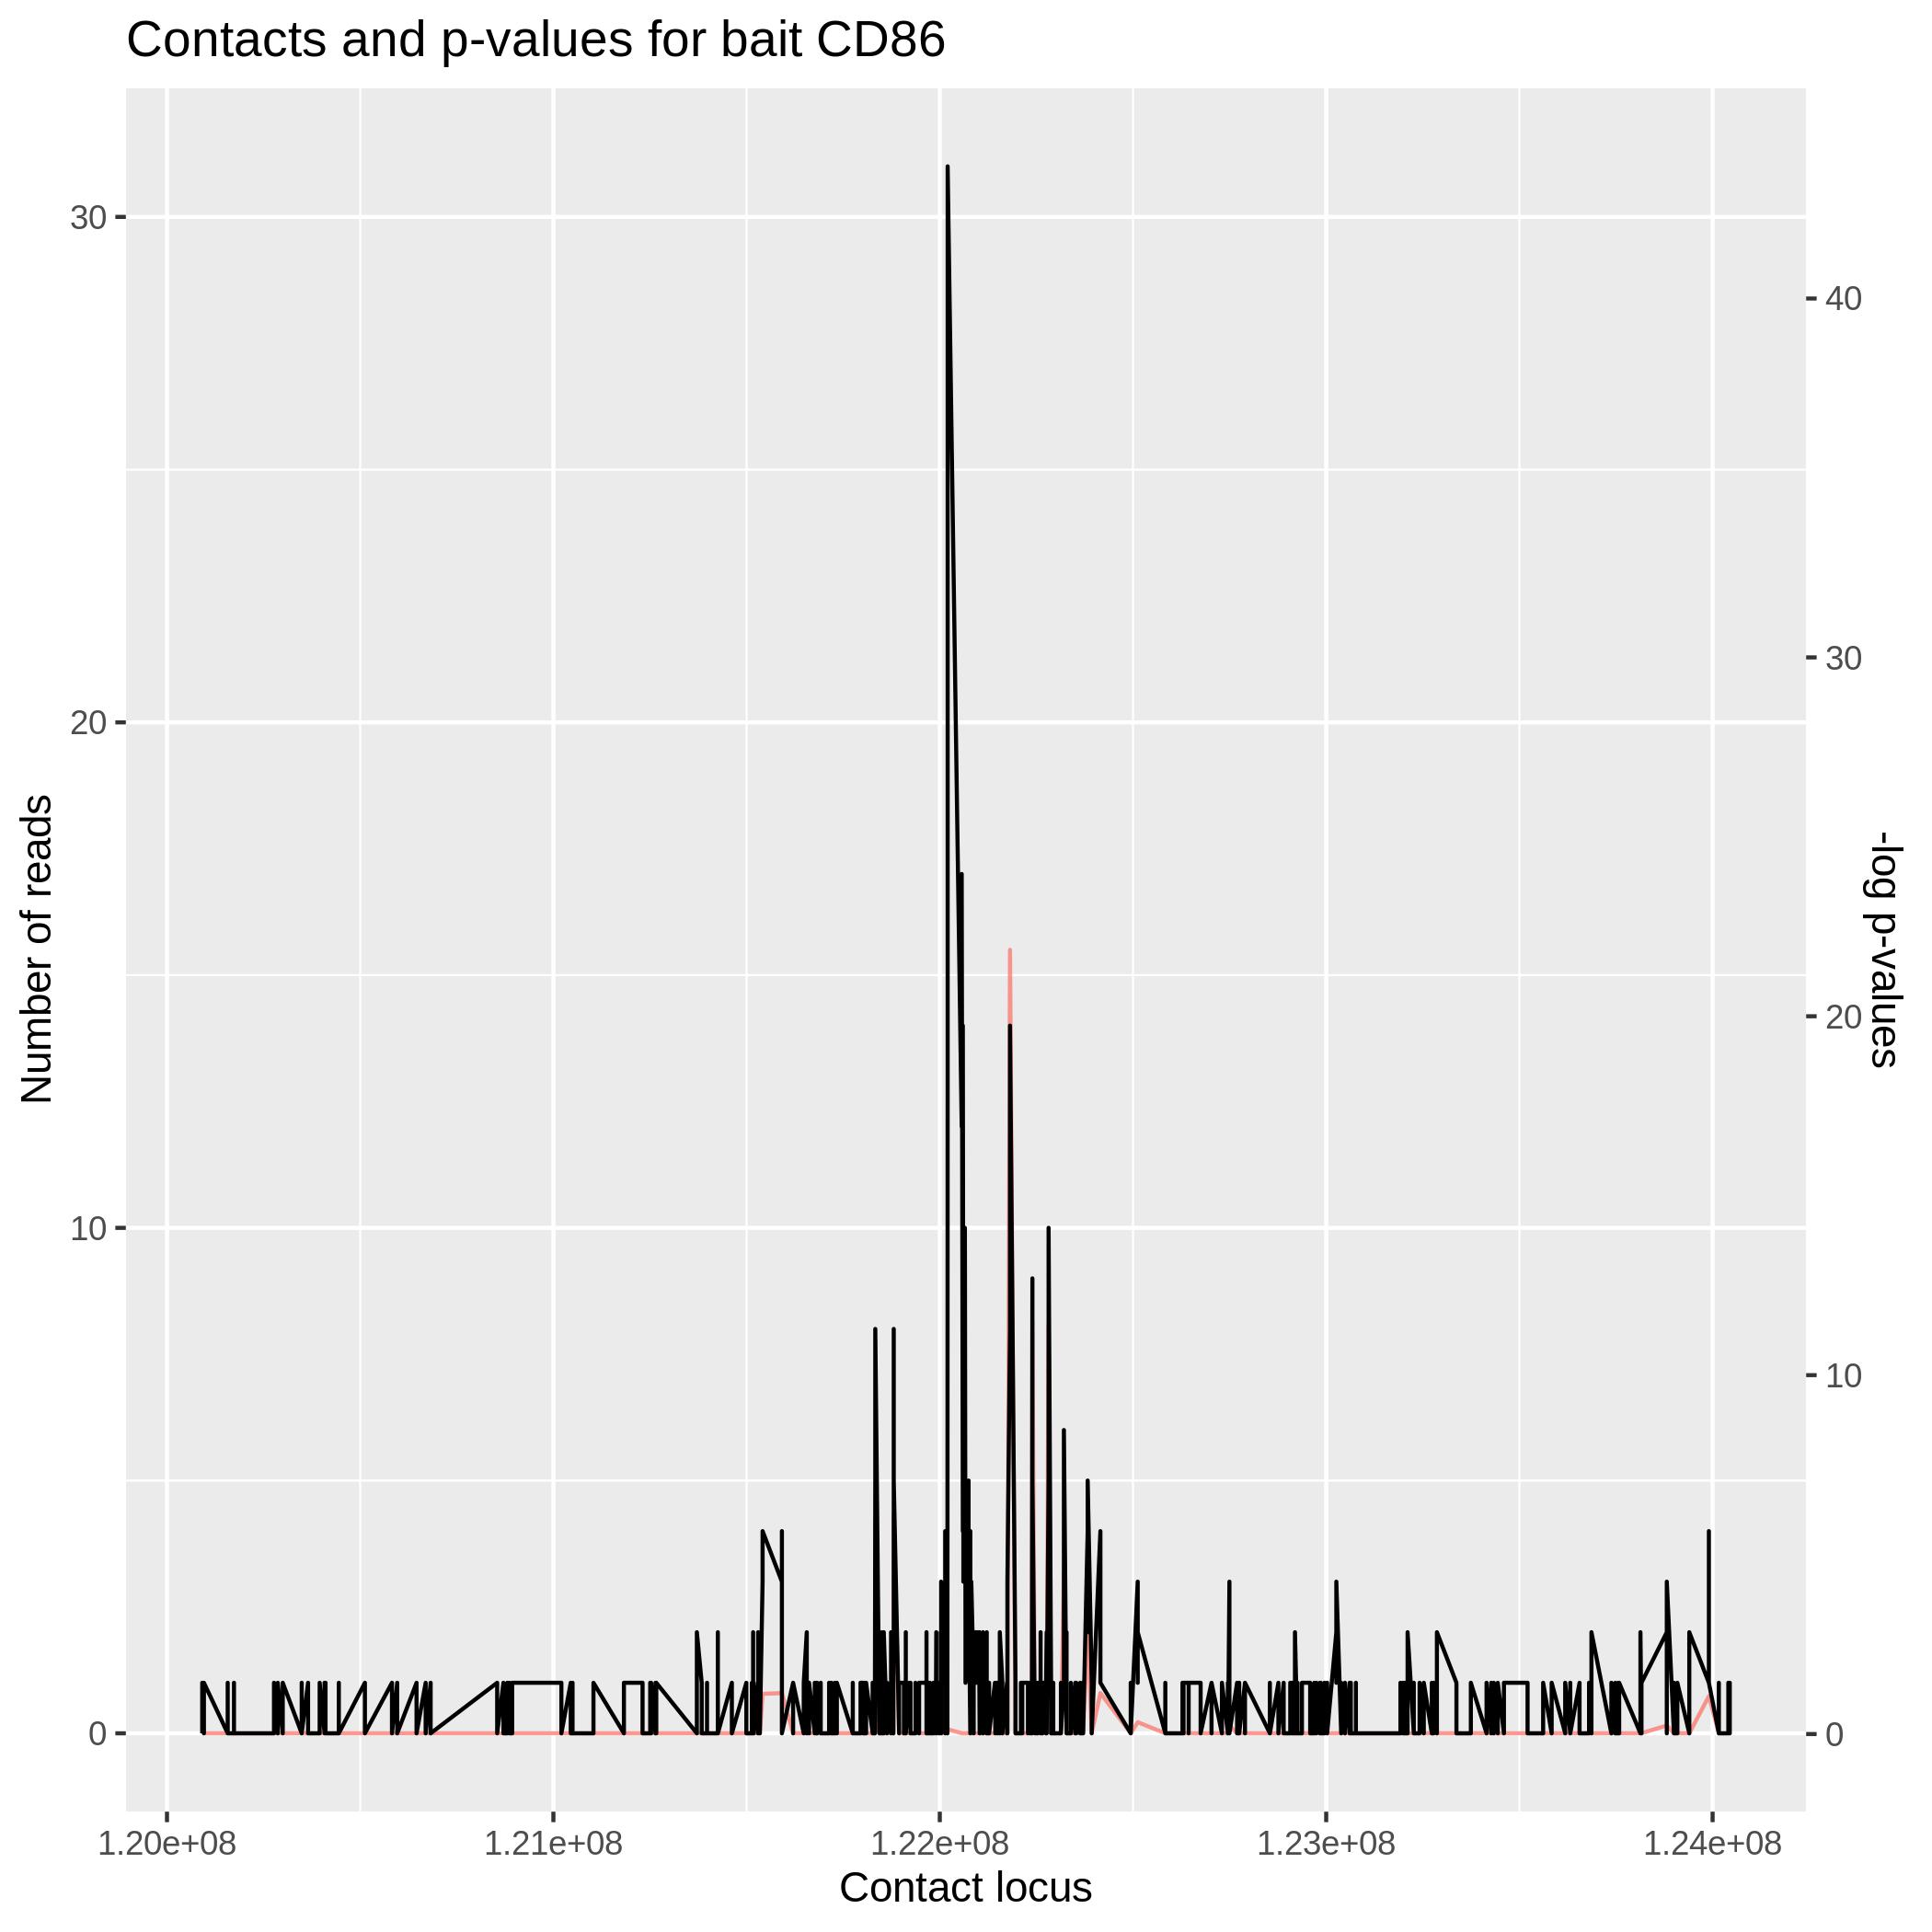 Contacts and p-values for bait CD86
Number of reads
30
20
10
0
40
30
20
10
0
-log p-values
1.20e+08 1.21e+08 1.22e+08 1.23e+08 1.24e+08
Contact locus